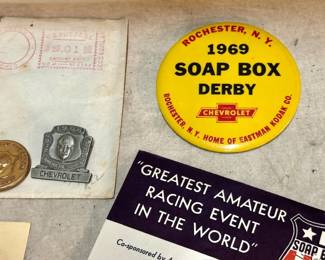 ROCHESTER, N.Y.
1969
SOAP BOX
DERBY
CHEVROLET
ROCHESTER, N.Y. HOME OF EASTMAN KODAK CO.
CHEVROLET
"GREATEST AMATEUR
RACING EVENT
IN THE WORLD"
Co-sponsored by
SOAP